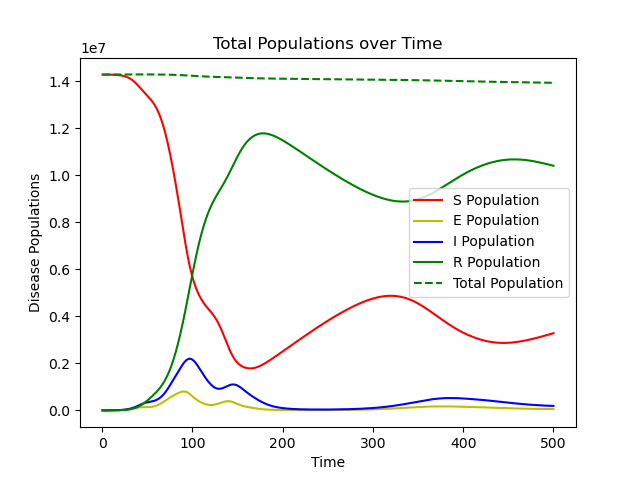 Total Populations over Time
1e7
1.4
1.2
1.0
0.8
0.6
0.4
0.2
0.0
Disease Populations
S Population
E Population
I Population
R Population
Total Population
0
100
200
300
400
500
Time